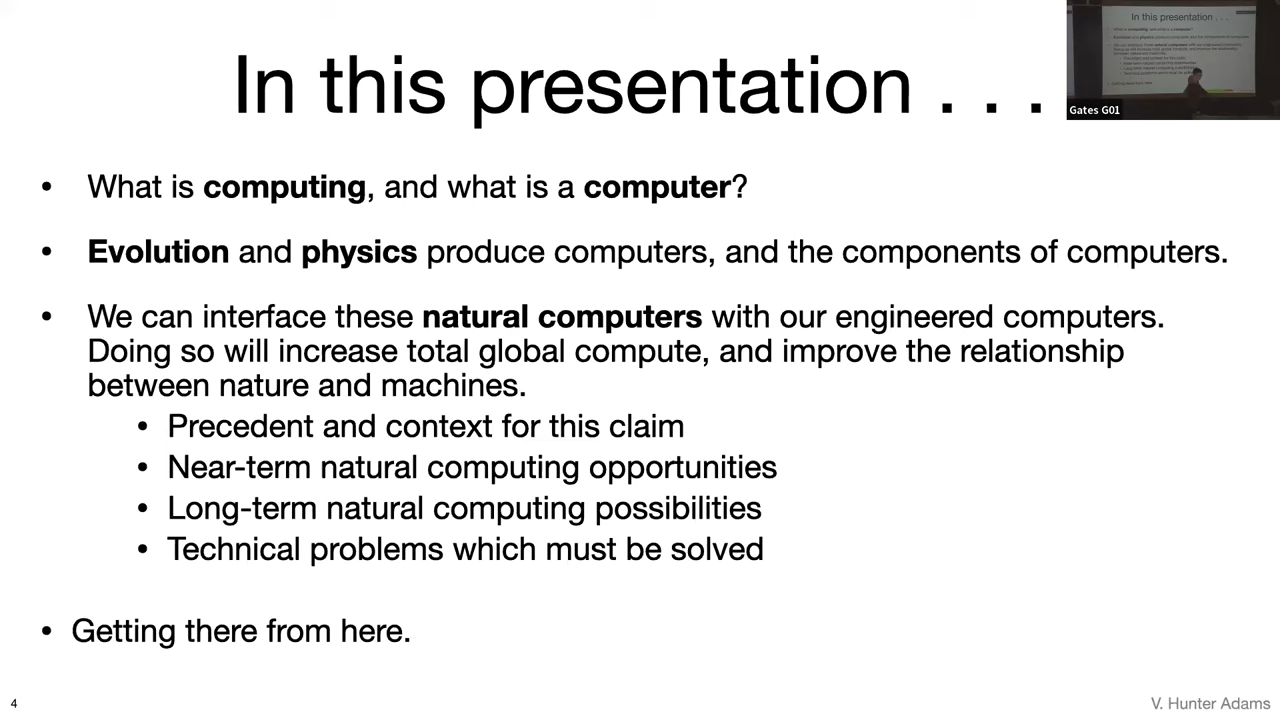 In this presentation . . .
Gates G01
• What is computing, and what is a computer?
• Evolution and physics produce computers, and the components of computers.
• We can interface these natural computers with our engineered computers.
Doing so will increase total global compute, and improve the relationship
between nature and machines.
• Precedent and context for this claim
• Near-term natural computing opportunities
• Long-term natural computing possibilities
• Technical problems which must be solved
• Getting there from here.
4
V. Hunter Adams
In this presentation . . .